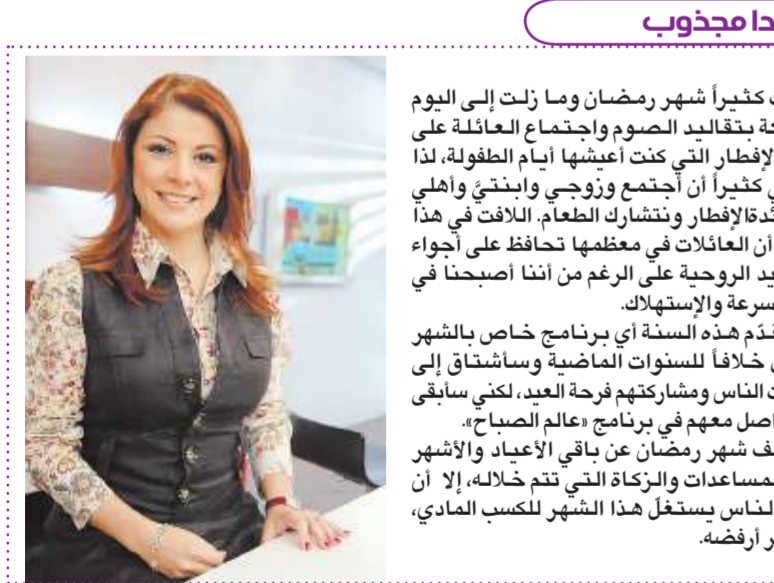 دا مجذوب
كثيراً شهر رمضان وما زلت إلى اليوم
بتقاليد الصوم واجتماع العائلة على
الإفطار التي كنت أعيشها أيام الطفولة، لذا
كثيراً أن أجتمع وزوجي وابنتيَّ وأهلي
الإفطار ونتشارك الطعام. اللافت في هذا
أن العائلات في معظمها تحافظ على أجواء
الروحية على الرغم من أننا أصبحنا في
سرعة والإستهلاك.
هذه السنة أي برنامج خاص بالشهر
خلافاً للسنوات الماضية وسأشتاق إلى
الناس ومشاركتهم فرحة العيد، لكني سأبقى
معهم في برنامج «عالم الصباح».
شهر رمضان عن باقي الأعياد والأشهر
لمساعدات والزكاة التي تتم خلاله، إلا أن
لناس يستغلّ هذا الشهر للكسب المادي،
أرفضه.